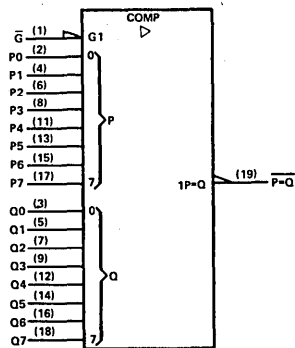 COMP
G (1) G1
P0 (2) 0
P1 (4)
P2 (6)
P3 (8)
P4 (11) P
P5 (13)
P6 (15)
P7 (17) 7
1P=Q (19) P=Q
Q0 (3) 0
Q1 (5)
Q2 (7)
Q3 (9)
Q4 (12) Q
Q5 (14)
Q6 (16)
Q7 (18) 7